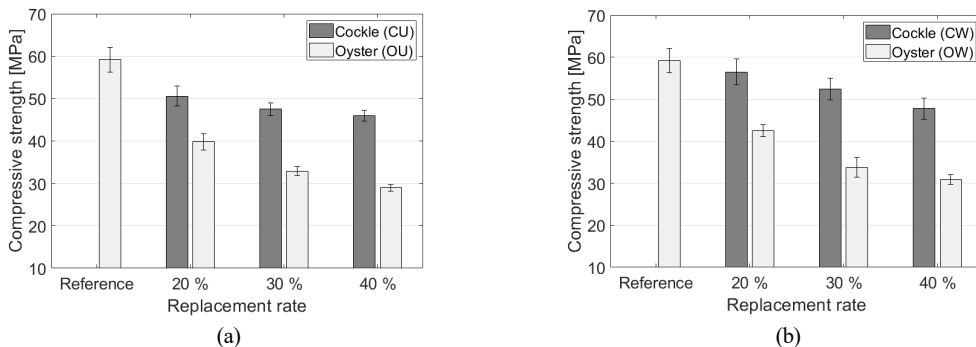 Compressive strength [MPa]
70
60
50
40
30
20
10
Cockle (CU)
Oyster (OU)
Reference 20 % 30 % 40 %
Replacement rate
(a)
Compressive strength [MPa]
70
60
50
40
30
20
10
Cockle (CW)
Oyster (OW)
Reference 20 % 30 % 40 %
Replacement rate
(b)